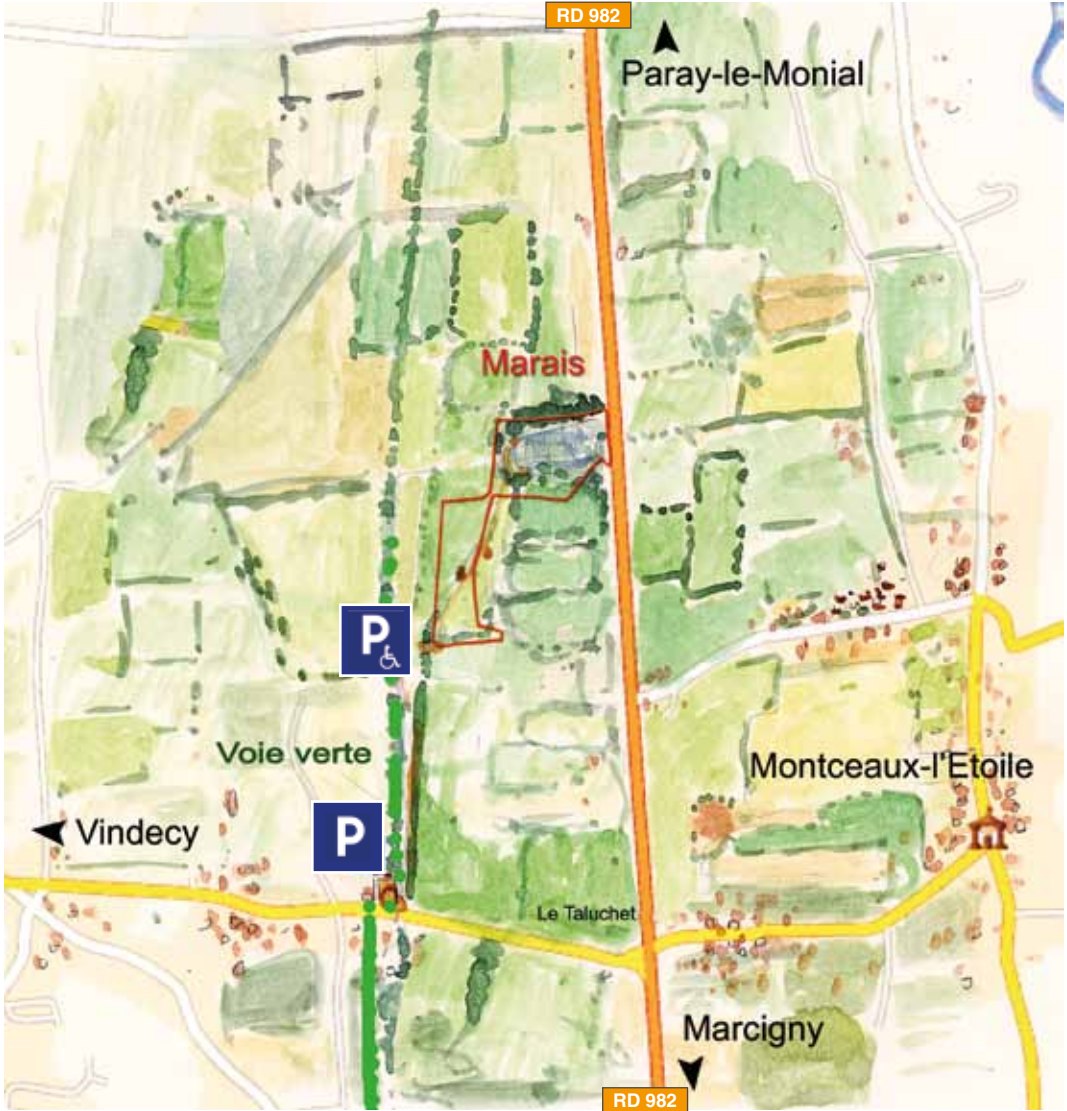 RD 982
Paray-le-Monial
Marais
P
Voie verte
Montceaux-l'Etoile
P
Vindecy
Le Taluchet
Marcigny
RD 982